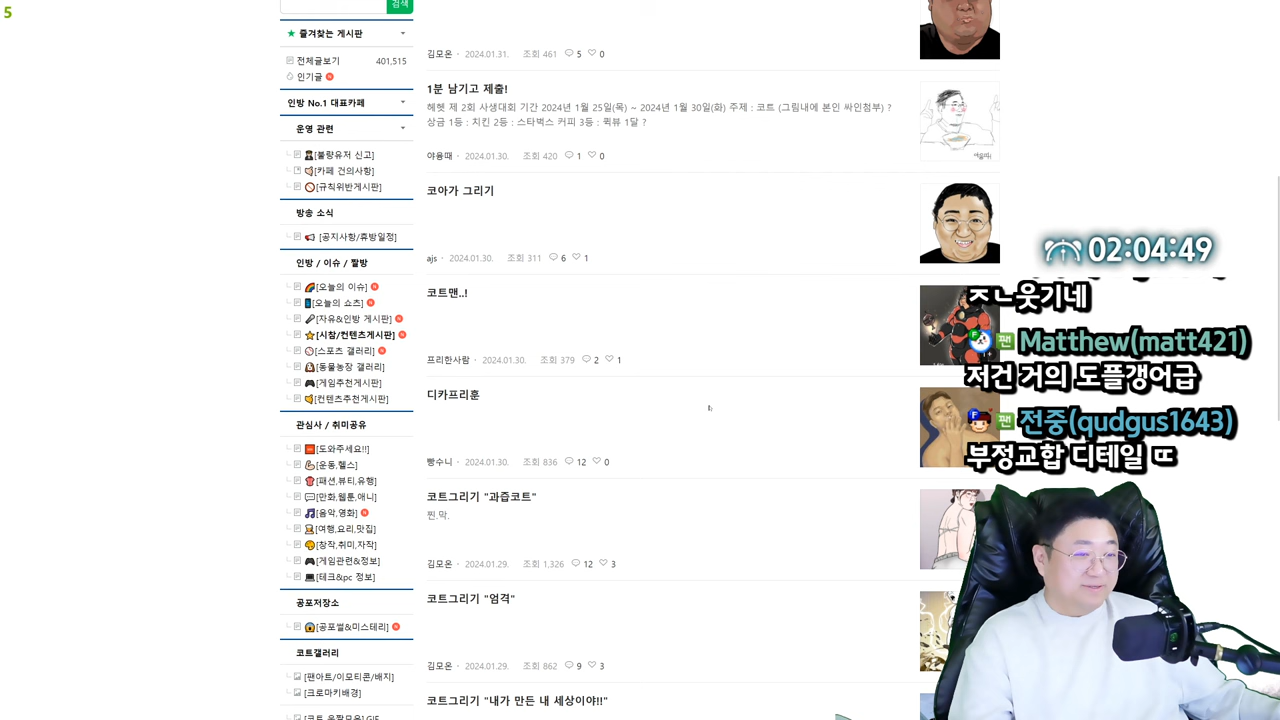 5
검색
★ 즐겨찾는 게시판
전체글보기 401,515
인기글
인방 No.1 대표카페
운영 관련
[불량유저 신고]
[카페 건의사항]
[규칙위반게시판]
방송 소식
[공지사항/휴방일정]
인방 / 이슈 / 짤방
[오늘의 이슈]
[오늘의 쇼츠]
[자유&인방 게시판]
[시참/컨텐츠게시판]
[스포츠 갤러리]
[동물농장 갤러리]
[게임추천게시판]
[컨텐츠추천게시판]
관심사 / 취미공유
[도와주세요!!]
[운동,헬스]
[패션,뷰티,유행]
[만화,웹툰,애니]
[음악,영화]
[여행,요리,맛집]
[창작,취미,자작]
[게임관련&정보]
[테크&pc 정보]
공포저장소
[공포썰&미스테리]
코트갤러리
[팬아트/이모티콘/배지]
[크로마키배경]
김모온 · 2024.01.31. 조회 461 5 0
1분 남기고 제출!
헤헷 제 2회 사생대회 기간 2024년 1월 25일(목) ~ 2024년 1월 30일(화) 주제 : 코트 (그림내에 본인 싸인첨부) ?
상금 1등 : 치킨 2등 : 스타벅스 커피 3등 : 퀵뷰 1달 ?
야옹때 · 2024.01.30. 조회 420 1 0
코아가 그리기
ajs · 2024.01.30. 조회 311 6 1
코트맨..!
프리한사람 · 2024.01.30. 조회 379 2 1
디카프리훈
빵수니 · 2024.01.30. 조회 836 12 0
코트그리기 "과즙코트"
찐.막.
김모온 · 2024.01.29. 조회 1,326 12 3
코트그리기 "엄격"
김모온 · 2024.01.29. 조회 862 9 3
코트그리기 "내가 만든 내 세상이야!!"
02:04:49
ㅈㄴ웃기네
팬 Matthew(matt421)
저건 거의 도플갱어급
팬 전중(qudgus1643)
부정교합 디테일 ㄸ